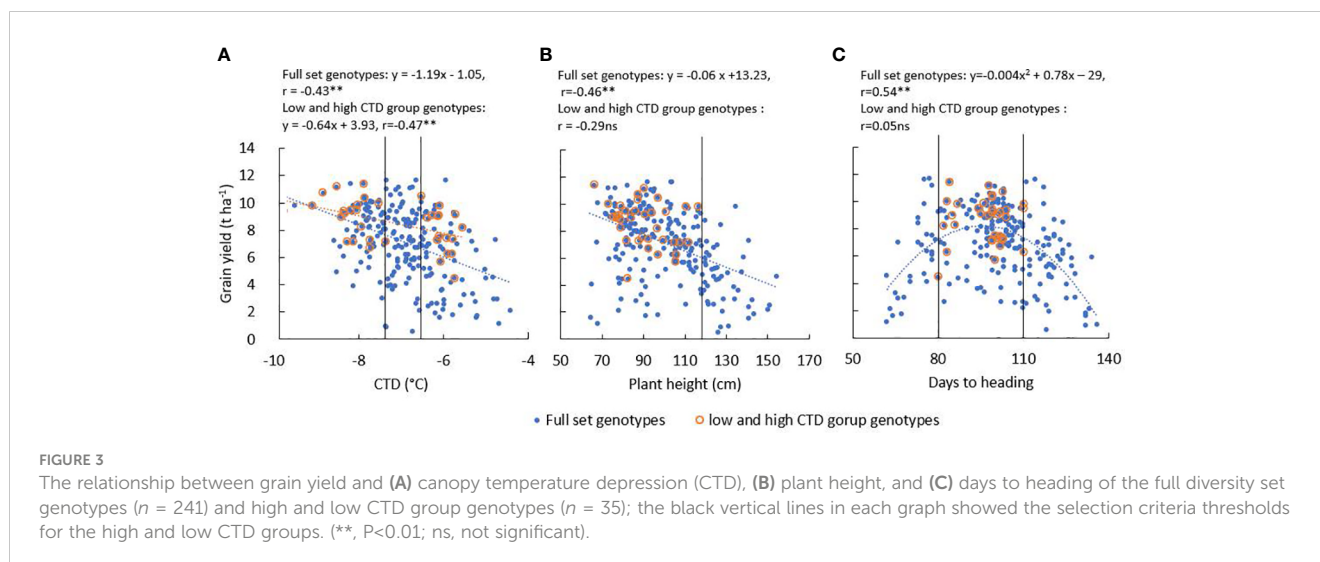 A
Full set genotypes: y = -1.19x - 1.05,
r = -0.43**
Low and high CTD group genotypes:
y = -0.64x + 3.93, r=-0.47**
B
Full set genotypes: y = -0.06 x +13.23,
r=-0.46**
Low and high CTD group genotypes :
r = -0.29ns
C
Full set genotypes: y=-0.004x² + 0.78x – 29,
r=0.54**
Low and high CTD group genotypes :
r=0.05ns
Grain yield (t ha⁻¹)
14
12
10
8
6
4
2
0
-10 -8 -6 -4
CTD (°C)
50 70 90 110 130 150 170
Plant height (cm)
50 80 110 140
Days to heading
Full set genotypes low and high CTD gorup genotypes
FIGURE 3
The relationship between grain yield and (A) canopy temperature depression (CTD), (B) plant height, and (C) days to heading of the full diversity set
genotypes (n = 241) and high and low CTD group genotypes (n = 35); the black vertical lines in each graph showed the selection criteria thresholds
for the high and low CTD groups. (**, P<0.01; ns, not significant).